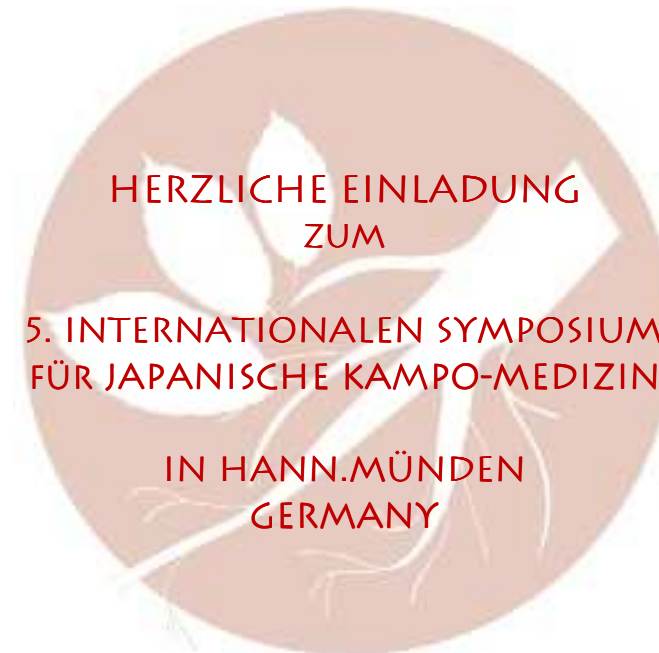 HERZLICHE EINLADUNG
ZUM
5. INTERNATIONALEN SYMPOSIUM
FÜR JAPANISCHE KAMPO-MEDIZIN
IN HANN.MÜNDEN
GERMANY